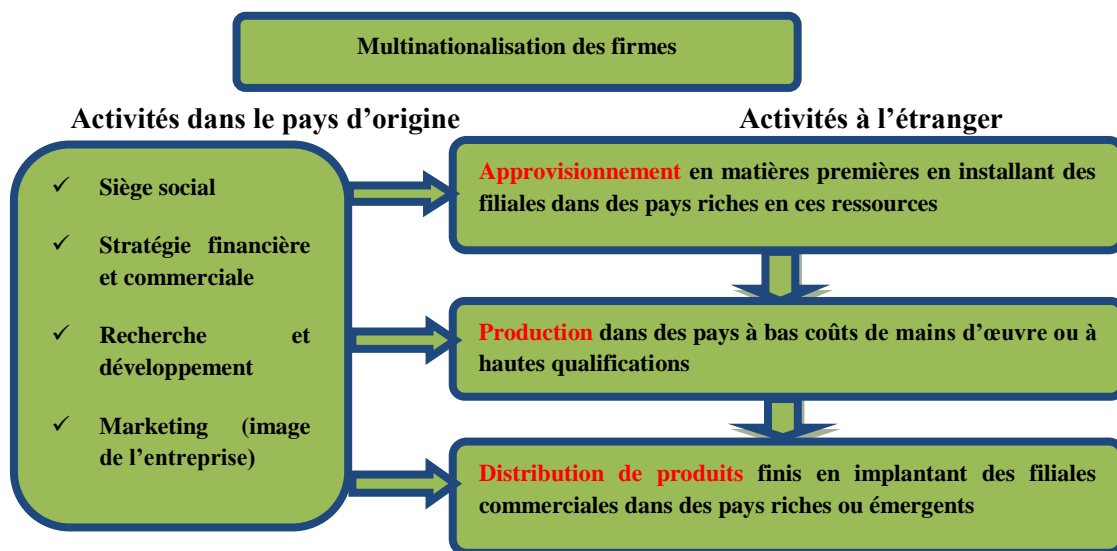 Multinationalisation des firmes
Activités dans le pays d’origine
Activités à l’étranger
✓ Siège social
✓ Stratégie financière
et commerciale
✓ Recherche et
développement
✓ Marketing (image
de l’entreprise)
Approvisionnement en matières premières en installant des
filiales dans des pays riches en ces ressources
Production dans des pays à bas coûts de mains d’œuvre ou à
hautes qualifications
Distribution de produits finis en implantant des filiales
commerciales dans des pays riches ou émergents